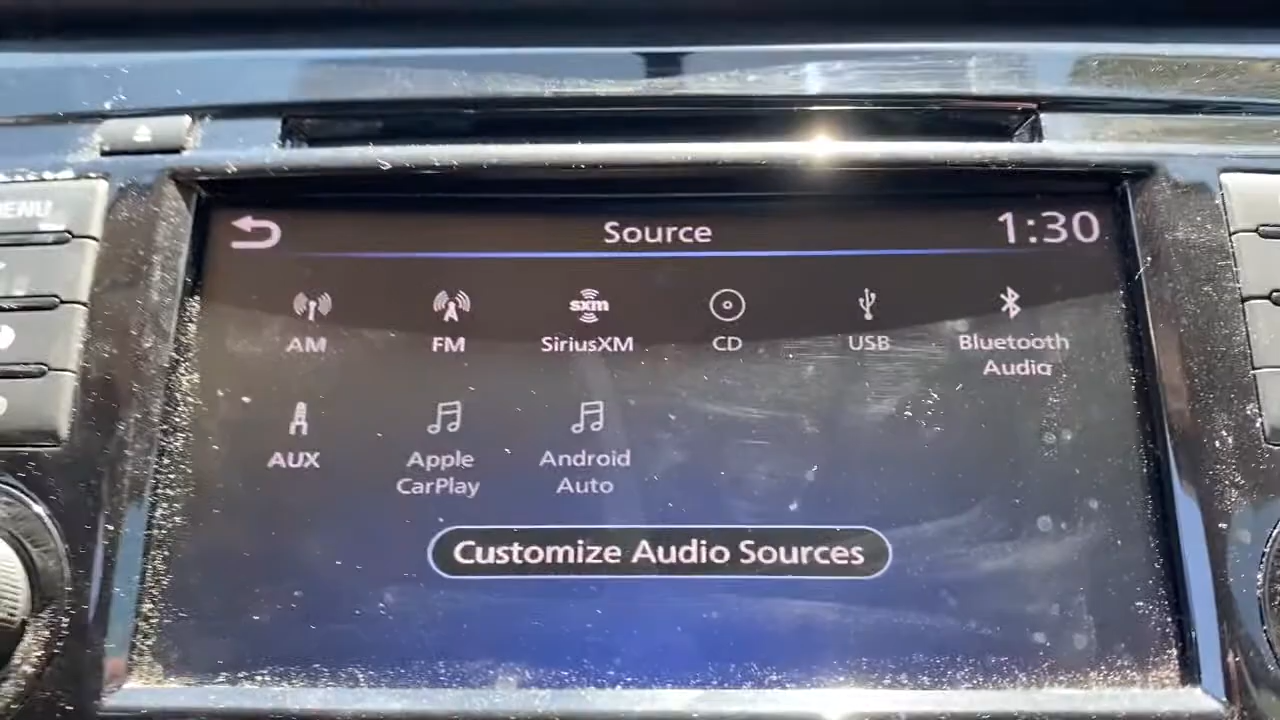 MENU
Source
1:30
sxm
AM
FM
SiriusXM
CD
USB
Bluetooth
Audio
AUX
Apple
CarPlay
Android
Auto
Customize Audio Sources